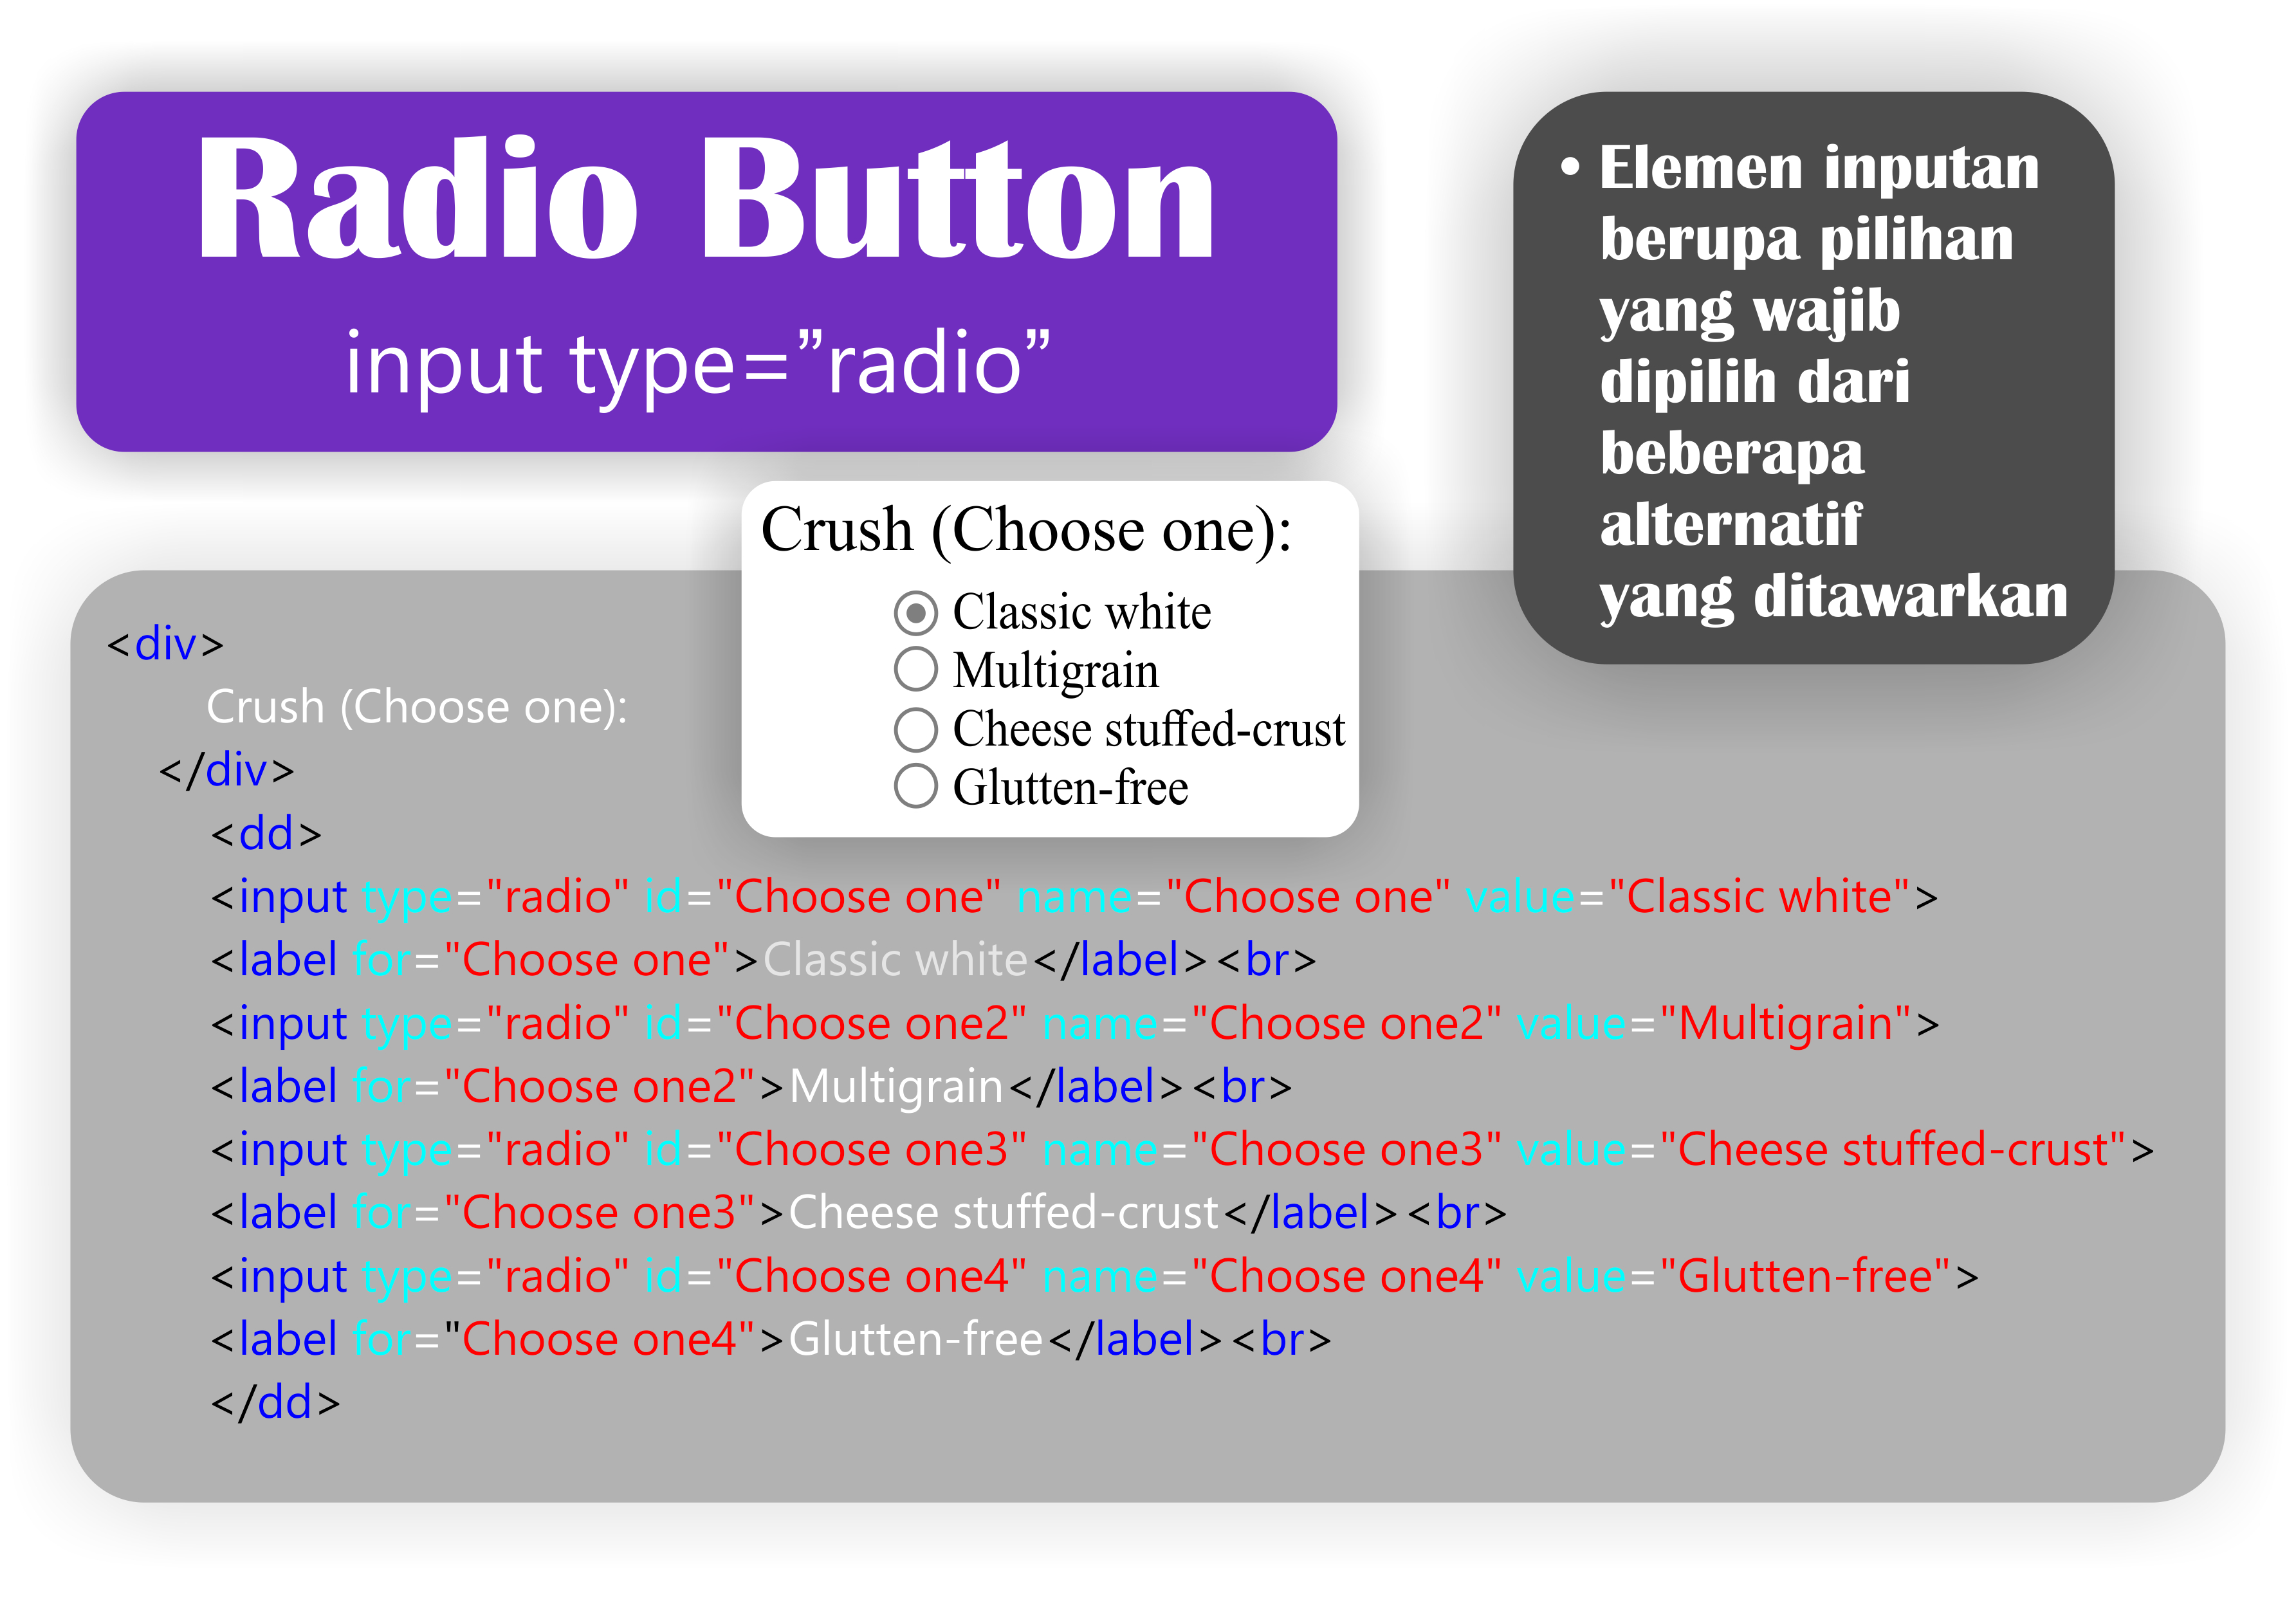 Radio Button
input type=”radio”
• Elemen inputan
berupa pilihan
yang wajib
dipilih dari
beberapa
alternatif
yang ditawarkan
Crush (Choose one):
Classic white
Multigrain
Cheese stuffed-crust
Glutten-free
<div>
Crush (Choose one):
</div>
<dd>
<input type="radio" id="Choose one" name="Choose one" value="Classic white">
<label for="Choose one">Classic white</label><br>
<input type="radio" id="Choose one2" name="Choose one2" value="Multigrain">
<label for="Choose one2">Multigrain</label><br>
<input type="radio" id="Choose one3" name="Choose one3" value="Cheese stuffed-crust">
<label for="Choose one3">Cheese stuffed-crust</label><br>
<input type="radio" id="Choose one4" name="Choose one4" value="Glutten-free">
<label for="Choose one4">Glutten-free</label><br>
</dd>